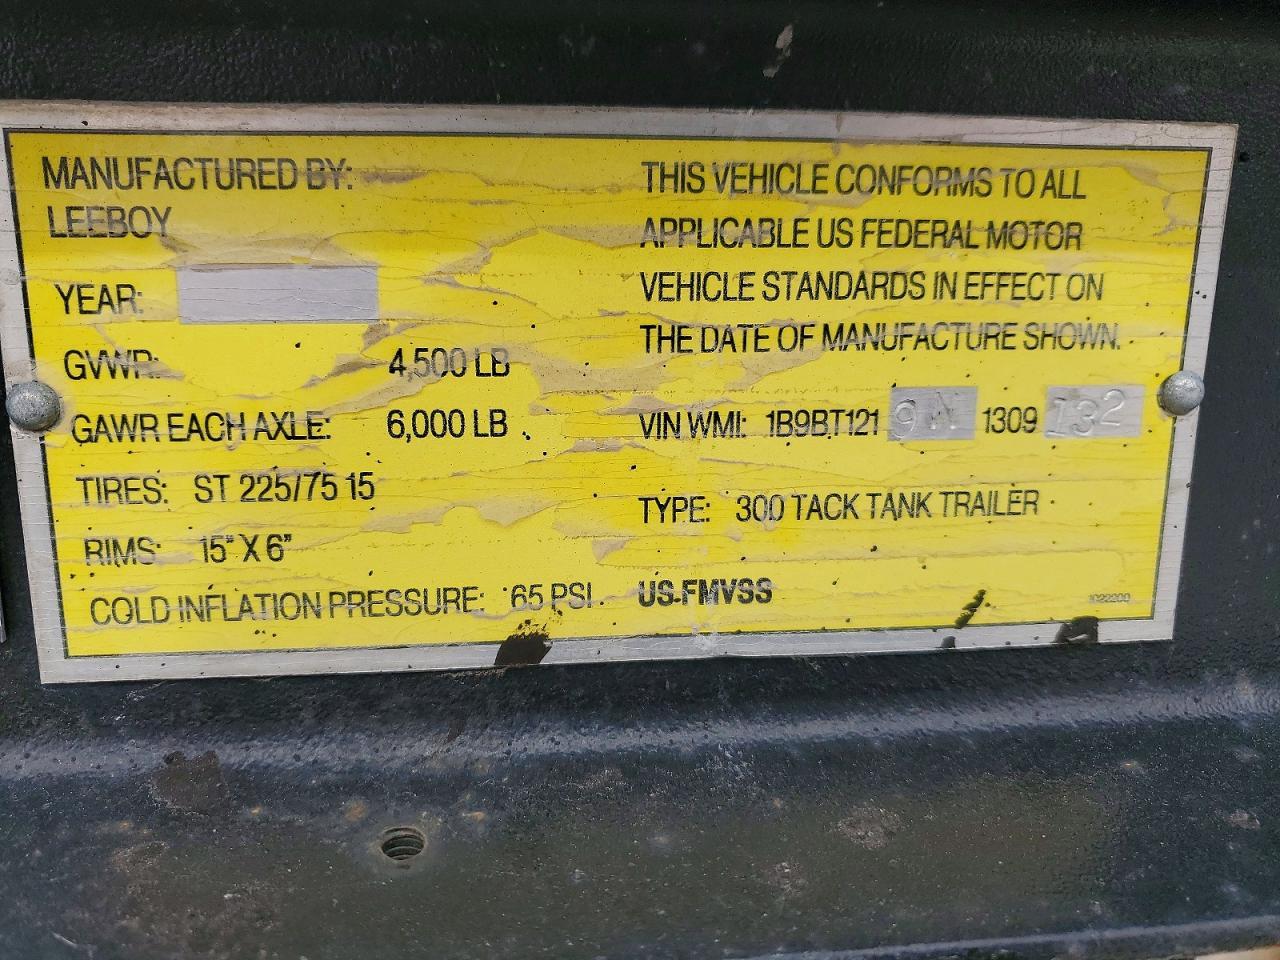 MANUFACTURED BY:
LEEBOY
YEAR:
GVWR: 4,500 LB
GAWR EACH AXLE: 6,000 LB
TIRES: ST 225/75 15
RIMS: 15" X 6"
COLD INFLATION PRESSURE: 65 PSI
THIS VEHICLE CONFORMS TO ALL
APPLICABLE US FEDERAL MOTOR
VEHICLE STANDARDS IN EFFECT ON
THE DATE OF MANUFACTURE SHOWN.
VIN WMI: 1B9BT121 9W 1309 132
TYPE: 300 TACK TANK TRAILER
US-FMVSS